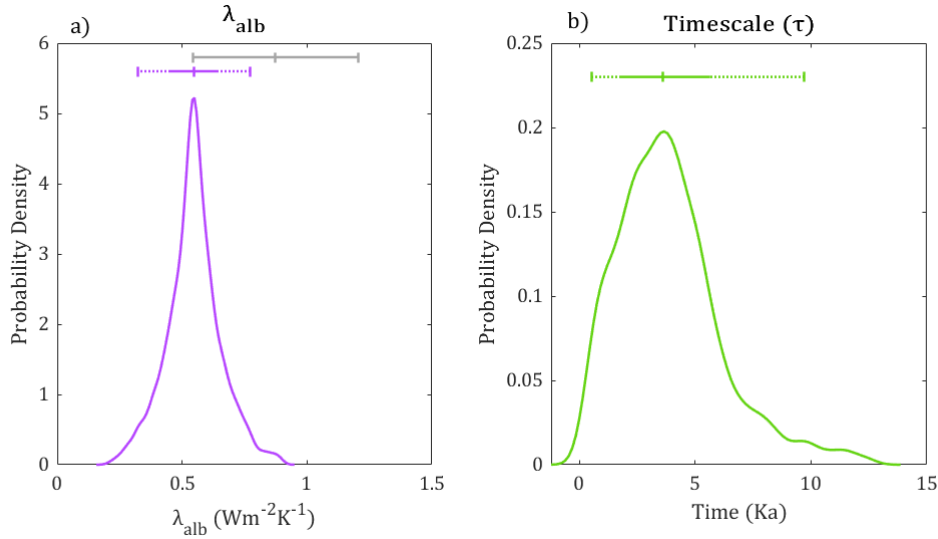 a)
λalb
6
5
4
3
2
1
0
Probability Density
0
0.5
1
1.5
λalb (Wm-2K-1)
b)
Timescale (τ)
0.25
0.2
0.15
0.1
0.05
0
Probability Density
0
5
10
15
Time (Ka)